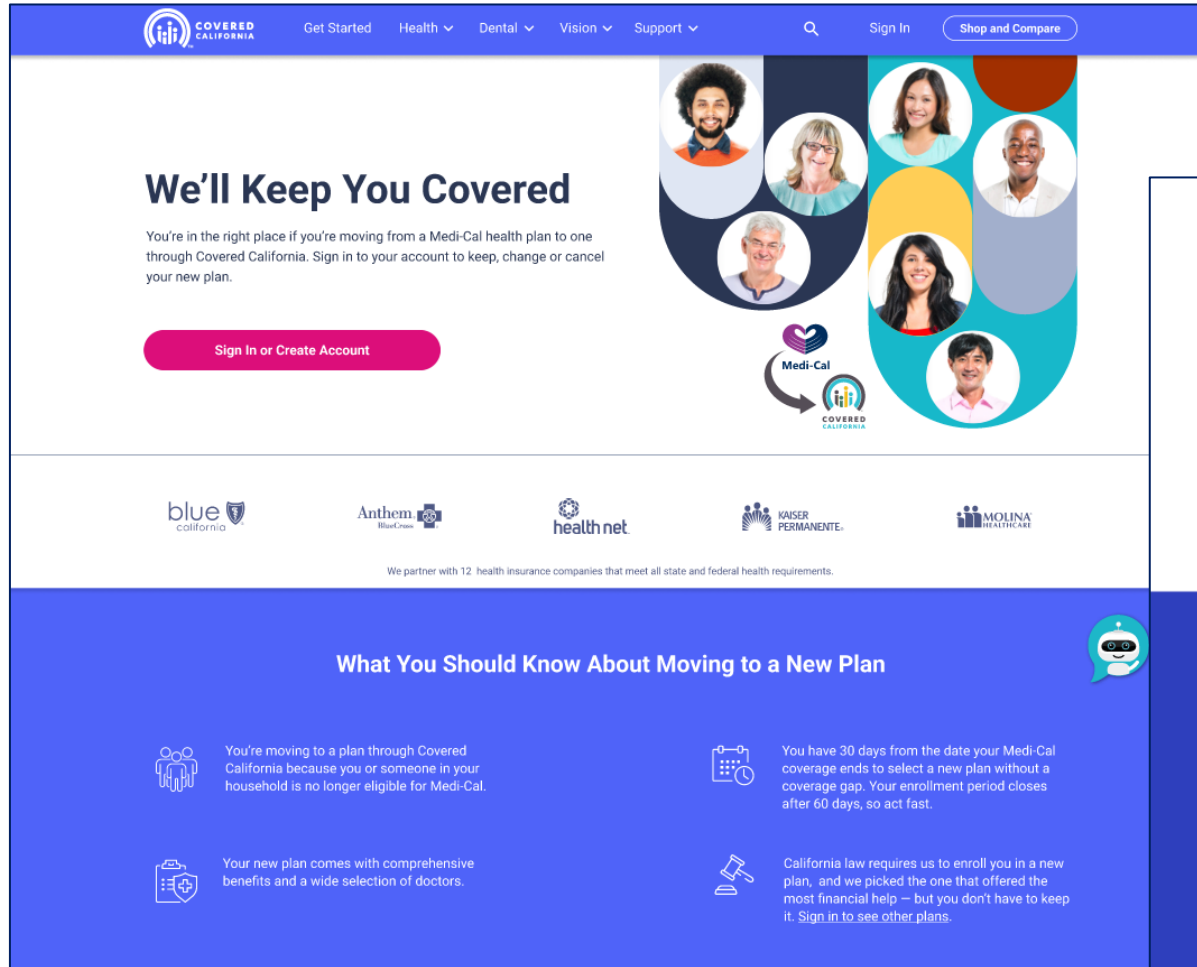 COVERED
CALIFORNIA
Get Started
Health
Dental
Vision
Support
Sign In
Shop and Compare
We'll Keep You Covered
You're in the right place if you're moving from a Medi-Cal health plan to one
through Covered California. Sign in to your account to keep, change or cancel
your new plan.
Sign In or Create Account
Medi-Cal
COVERED
CALIFORNIA
blue
california
Anthem
BlueCross
health net
KAISER
PERMANENTE
MOLINA
HEALTHCARE
We partner with 12 health insurance companies that meet all state and federal health requirements.
What You Should Know About Moving to a New Plan
You're moving to a plan through Covered
California because you or someone in your
household is no longer eligible for Medi-Cal.
You have 30 days from the date your Medi-Cal
coverage ends to select a new plan without a
coverage gap. Your enrollment period closes
after 60 days, so act fast.
Your new plan comes with comprehensive
benefits and a wide selection of doctors.
California law requires us to enroll you in a new
plan, and we picked the one that offered the
most financial help — but you don't have to keep
it. Sign in to see other plans.